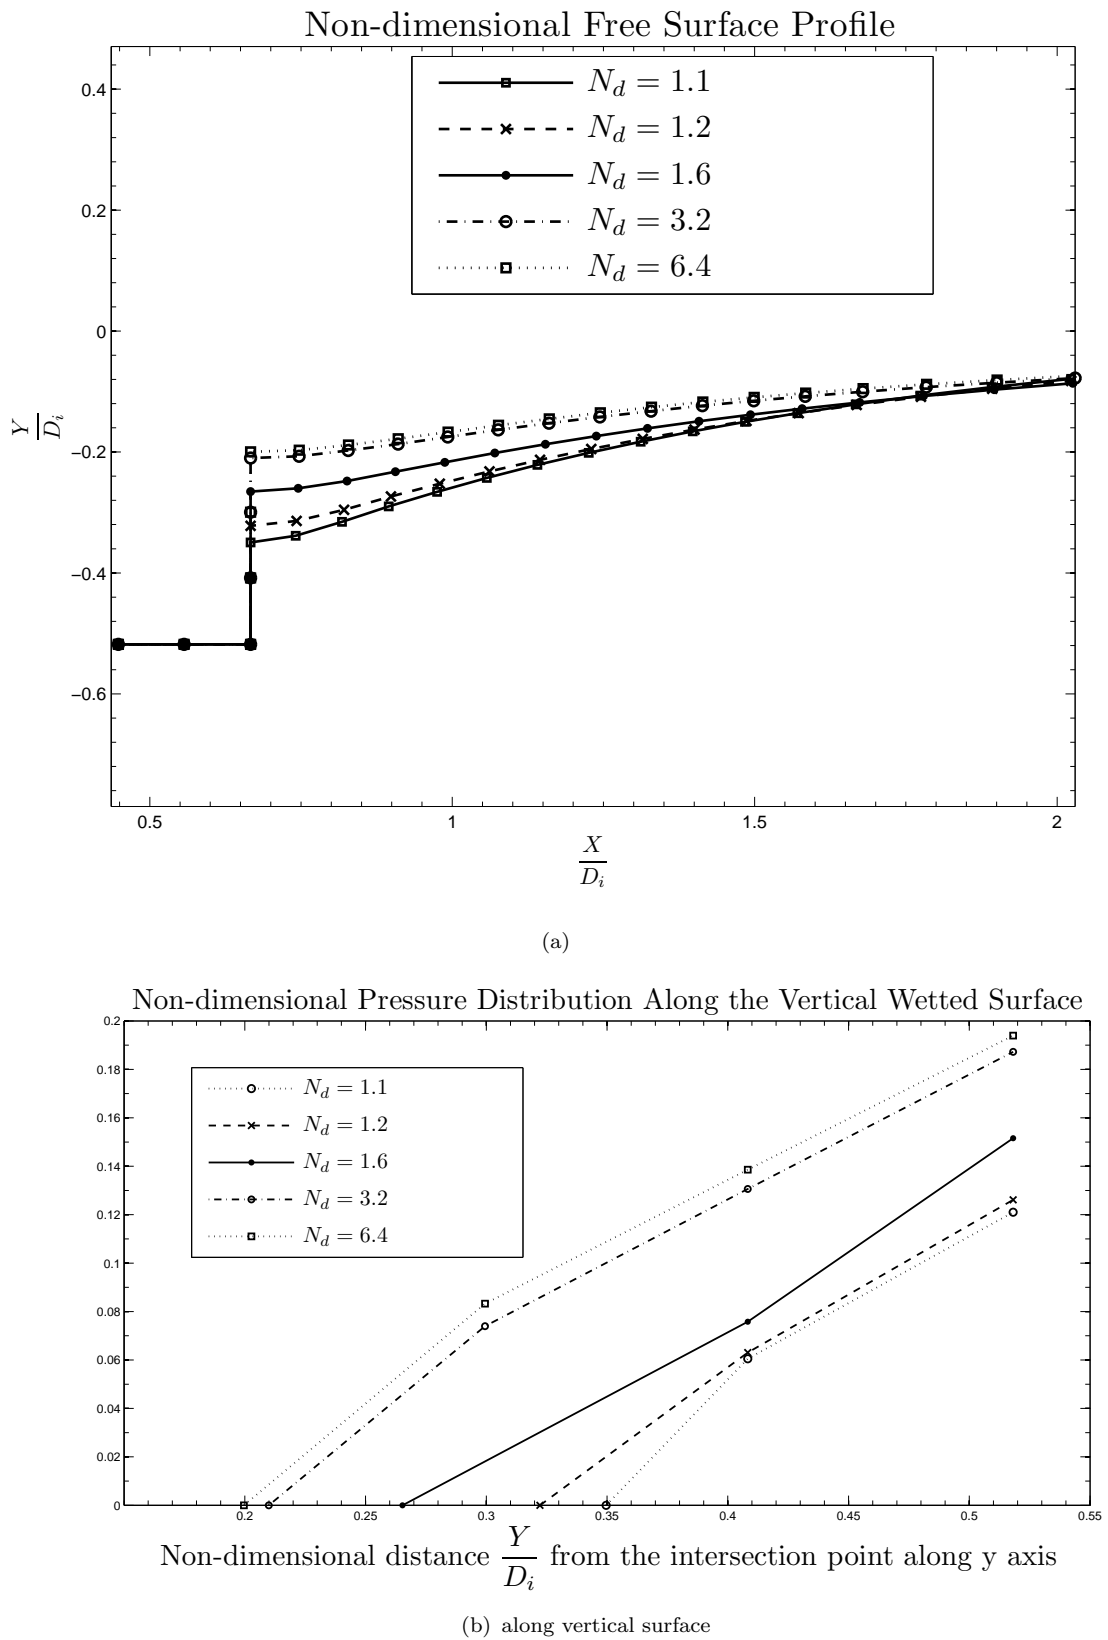 Non-dimensional Free Surface Profile
N_d = 1.1
N_d = 1.2
N_d = 1.6
N_d = 3.2
N_d = 6.4
0.4
0.2
0
−0.2
−0.4
−0.6
Y
D_i
0.5
1
1.5
2
X
D_i
(a)
Non-dimensional Pressure Distribution Along the Vertical Wetted Surface
N_d = 1.1
N_d = 1.2
N_d = 1.6
N_d = 3.2
N_d = 6.4
0.2
0.18
0.16
0.14
0.12
0.1
0.08
0.06
0.04
0.02
0
0.2
0.3
0.35
0.4
0.45
0.5
0.55
Non-dimensional distance Y/D_i from the intersection point along y axis
(b) along vertical surface